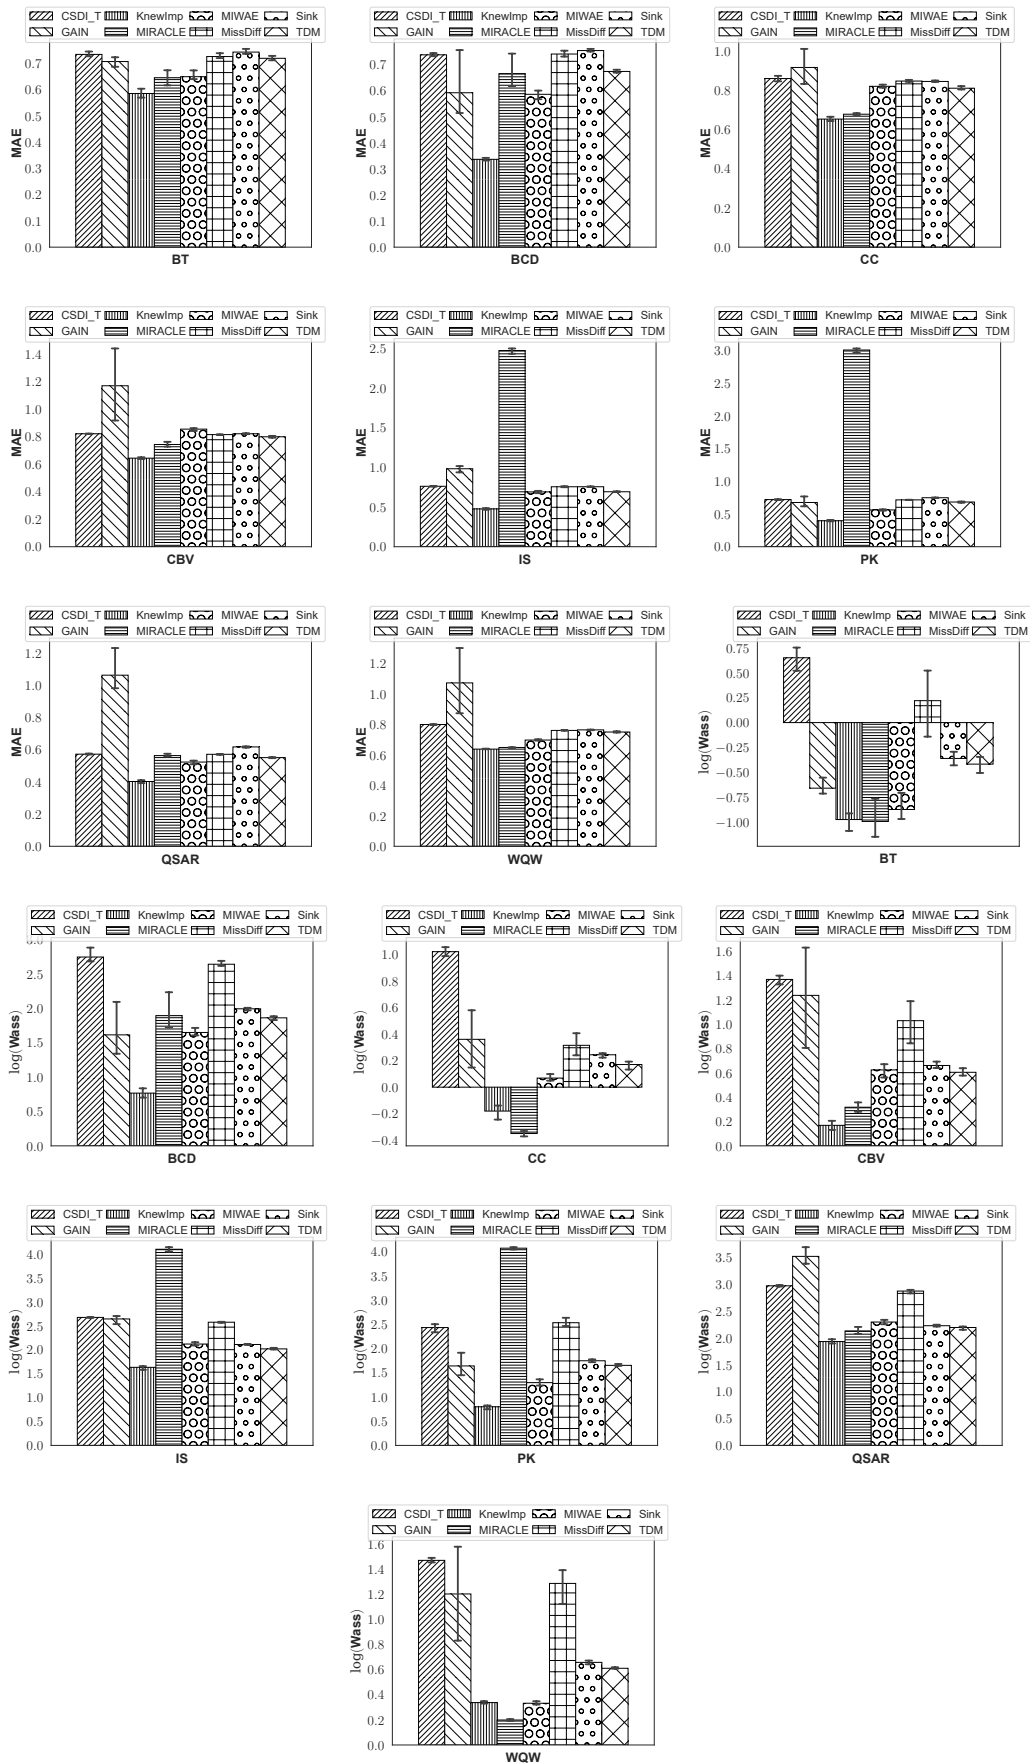 CSDI_T KnewImp MIWAE Sink
GAIN MIRACLE MissDiff TDM
0.7
0.6
0.5
0.4
0.3
0.2
0.1
0.0
MAE
BT
CSDI_T KnewImp MIWAE Sink
GAIN MIRACLE MissDiff TDM
0.7
0.6
0.5
0.4
0.3
0.2
0.1
0.0
MAE
BCD
CSDI_T KnewImp MIWAE Sink
GAIN MIRACLE MissDiff TDM
1.0
0.8
0.6
0.4
0.2
0.0
MAE
CC
CSDI_T KnewImp MIWAE Sink
GAIN MIRACLE MissDiff TDM
1.4
1.2
1.0
0.8
0.6
0.4
0.2
0.0
MAE
CBV
CSDI_T KnewImp MIWAE Sink
GAIN MIRACLE MissDiff TDM
2.5
2.0
1.5
1.0
0.5
0.0
MAE
IS
CSDI_T KnewImp MIWAE Sink
GAIN MIRACLE MissDiff TDM
3.0
2.5
2.0
1.5
1.0
0.5
0.0
MAE
PK
CSDI_T KnewImp MIWAE Sink
GAIN MIRACLE MissDiff TDM
1.2
1.0
0.8
0.6
0.4
0.2
0.0
MAE
QSAR
CSDI_T KnewImp MIWAE Sink
GAIN MIRACLE MissDiff TDM
1.2
1.0
0.8
0.6
0.4
0.2
0.0
MAE
WQW
CSDI_T KnewImp MIWAE Sink
GAIN MIRACLE MissDiff TDM
0.75
0.50
0.25
0.00
−0.25
−0.50
−0.75
−1.00
log(Wass)
BT
CSDI_T KnewImp MIWAE Sink
GAIN MIRACLE MissDiff TDM
3.0
2.5
2.0
1.5
1.0
0.5
0.0
log(Wass)
BCD
CSDI_T KnewImp MIWAE Sink
GAIN MIRACLE MissDiff TDM
1.0
0.8
0.6
0.4
0.2
0.0
−0.2
−0.4
log(Wass)
CC
CSDI_T KnewImp MIWAE Sink
GAIN MIRACLE MissDiff TDM
1.6
1.4
1.2
1.0
0.8
0.6
0.4
0.2
0.0
log(Wass)
CBV
CSDI_T KnewImp MIWAE Sink
GAIN MIRACLE MissDiff TDM
4.0
3.5
3.0
2.5
2.0
1.5
1.0
0.5
0.0
log(Wass)
IS
CSDI_T KnewImp MIWAE Sink
GAIN MIRACLE MissDiff TDM
4.0
3.5
3.0
2.5
2.0
1.5
1.0
0.5
0.0
log(Wass)
PK
CSDI_T KnewImp MIWAE Sink
GAIN MIRACLE MissDiff TDM
3.5
3.0
2.5
2.0
1.5
1.0
0.5
0.0
log(Wass)
QSAR
CSDI_T KnewImp MIWAE Sink
GAIN MIRACLE MissDiff TDM
1.6
1.4
1.2
1.0
0.8
0.6
0.4
0.2
0.0
log(Wass)
WQW